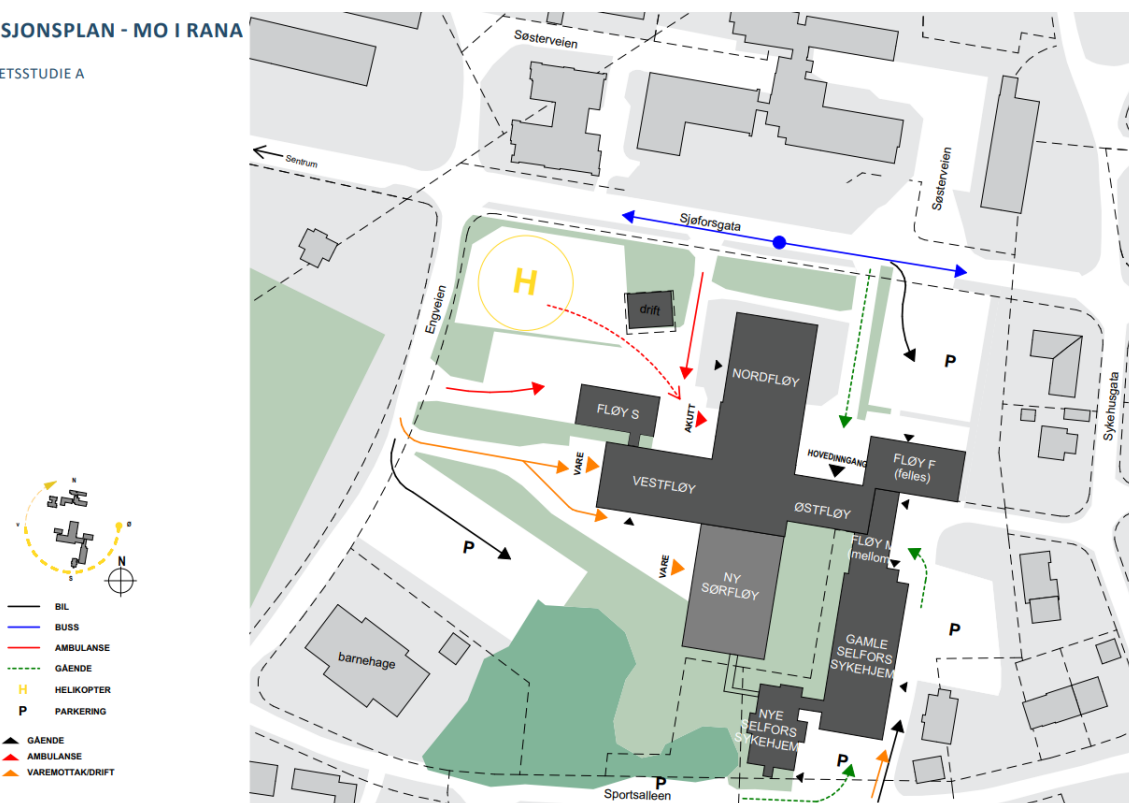 SJONSPLAN - MO I RANA
ETSSTUDIE A
Søsterveien
Sentrum
Søsterveien
Sjøforsgata
Engveien
H
drift
P
NORDFLØY
Sykehusgata
FLØY S
AKUTT
HOVEDINNGANG
FLØY F
(felles)
VARE
VESTFLØY
ØSTFLØY
FLØY M
(mellom
P
VARE
NY
SØRFLØY
P
GAMLE
SELFORS
SYKEHJEM
barnehage
NYE
SELFORS
SYKEHJEM
P
P
Sportsalleen
N
V
Ø
S
N
BIL
BUSS
AMBULANSE
GÅENDE
H HELIKOPTER
P PARKERING
GÅENDE
AMBULANSE
VAREMOTTAK/DRIFT